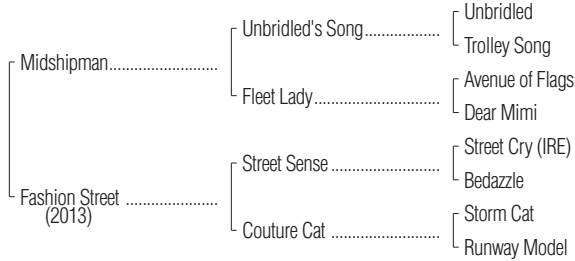 Unbridled
Unbridled's Song..................
Trolley Song
Midshipman..........................
Avenue of Flags
Fleet Lady..............................
Dear Mimi
Street Cry (IRE)
Street Sense ..........................
Bedazzle
Fashion Street ......................
(2013)
Storm Cat
Couture Cat ..........................
Runway Model